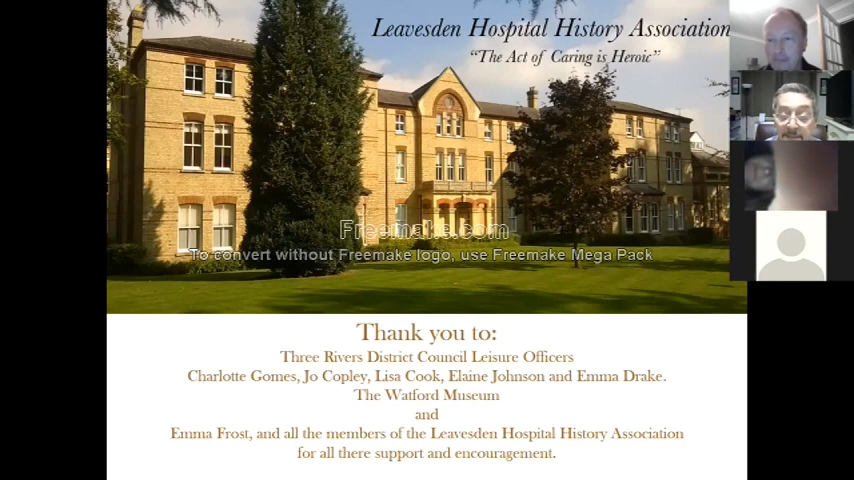 Leavesden Hospital History Association
“The Act of Caring is Heroic”
Freemake.com
To convert without Freemake logo, use Freemake Mega Pack
Thank you to:
Three Rivers District Council Leisure Officers
Charlotte Gomes, Jo Copley, Lisa Cook, Elaine Johnson and Emma Drake.
The Watford Museum
and
Emma Frost, and all the members of the Leavesden Hospital History Association
for all there support and encouragement.